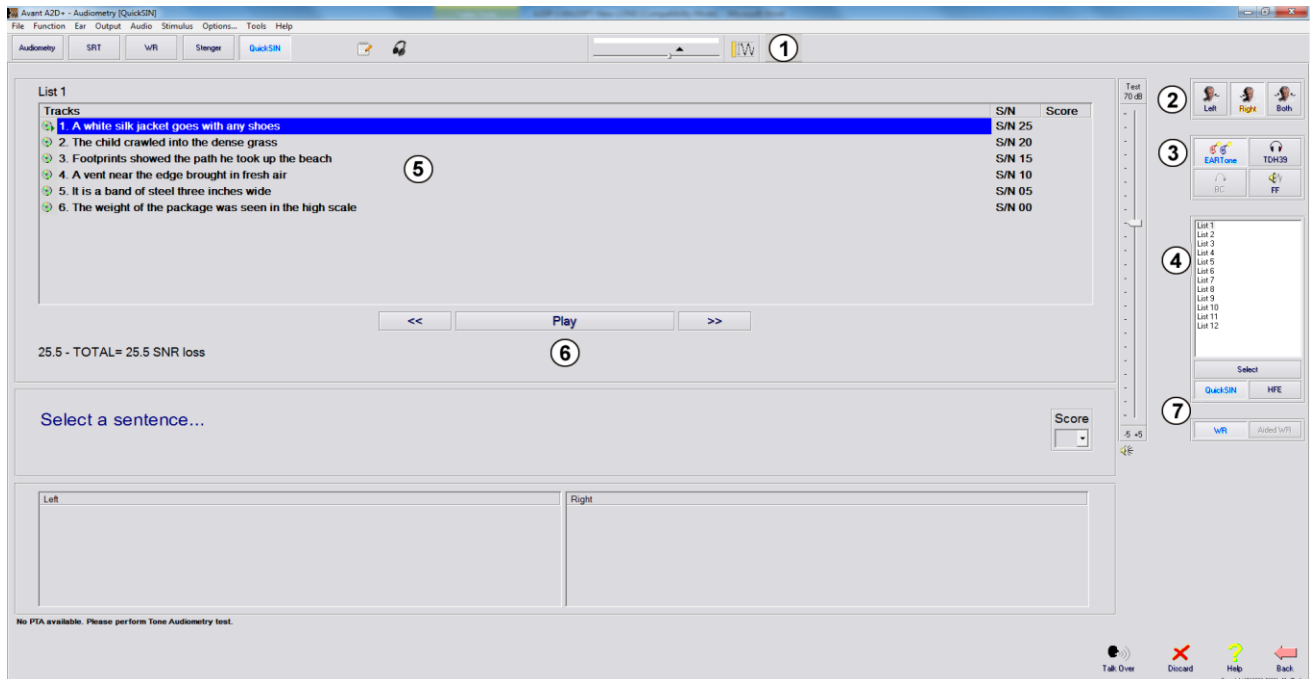 Avant A2D+ - Audiometry [QuickSIN]
File Function Ear Output Audio Stimulus Options... Tools Help
Audiometry SRT WR Stenger QuickSIN
1
List 1
Tracks S/N Score
1. A white silk jacket goes with any shoes S/N 25
2. The child crawled into the dense grass S/N 20
3. Footprints showed the path he took up the beach S/N 15
4. A vent near the edge brought in fresh air S/N 10
5. It is a band of steel three inches wide S/N 05
6. The weight of the package was seen in the high scale S/N 00
5
<< Play >>
6
25.5 - TOTAL= 25.5 SNR loss
Select a sentence...
Score
Left Right
No PTA available. Please perform Tone Audiometry test.
Test
70 dB
-5 +5
2
Left Right Both
3
EARTone TDH39
BC FF
4
List 1
List 2
List 3
List 4
List 5
List 6
List 7
List 8
List 9
List 10
List 11
List 12
Select
QuickSIN HFE
7
WR Aided WR
Talk Over Discard Help Back